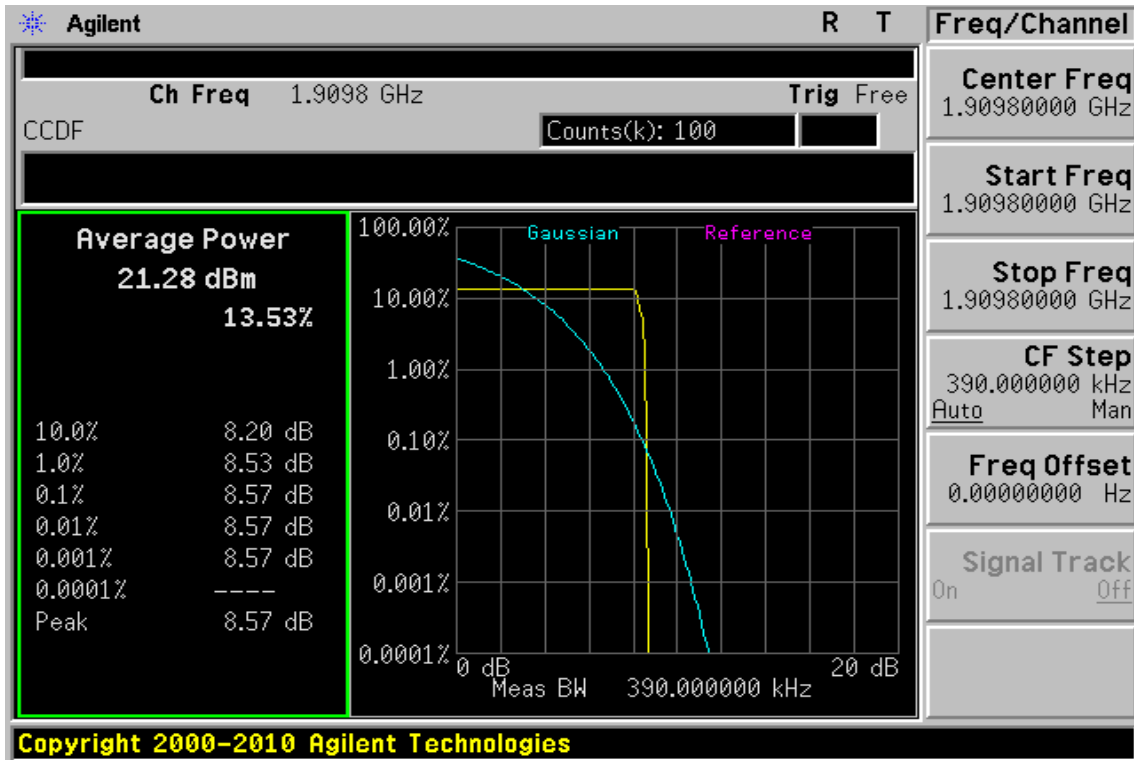 Agilent R T
Ch Freq 1.9098 GHz Trig Free
CCDF Counts(k): 100
Average Power
21.28 dBm
13.53%
10.0% 8.20 dB
1.0% 8.53 dB
0.1% 8.57 dB
0.01% 8.57 dB
0.001% 8.57 dB
0.0001% ----
Peak 8.57 dB
Gaussian Reference
100.00%
10.00%
1.00%
0.10%
0.01%
0.001%
0.0001%
0 dB 20 dB
Meas BW 390.000000 kHz
Freq/Channel
Center Freq
1.90980000 GHz
Start Freq
1.90980000 GHz
Stop Freq
1.90980000 GHz
CF Step
390.000000 kHz
Auto Man
Freq Offset
0.00000000 Hz
Signal Track
On Off
Copyright 2000-2010 Agilent Technologies